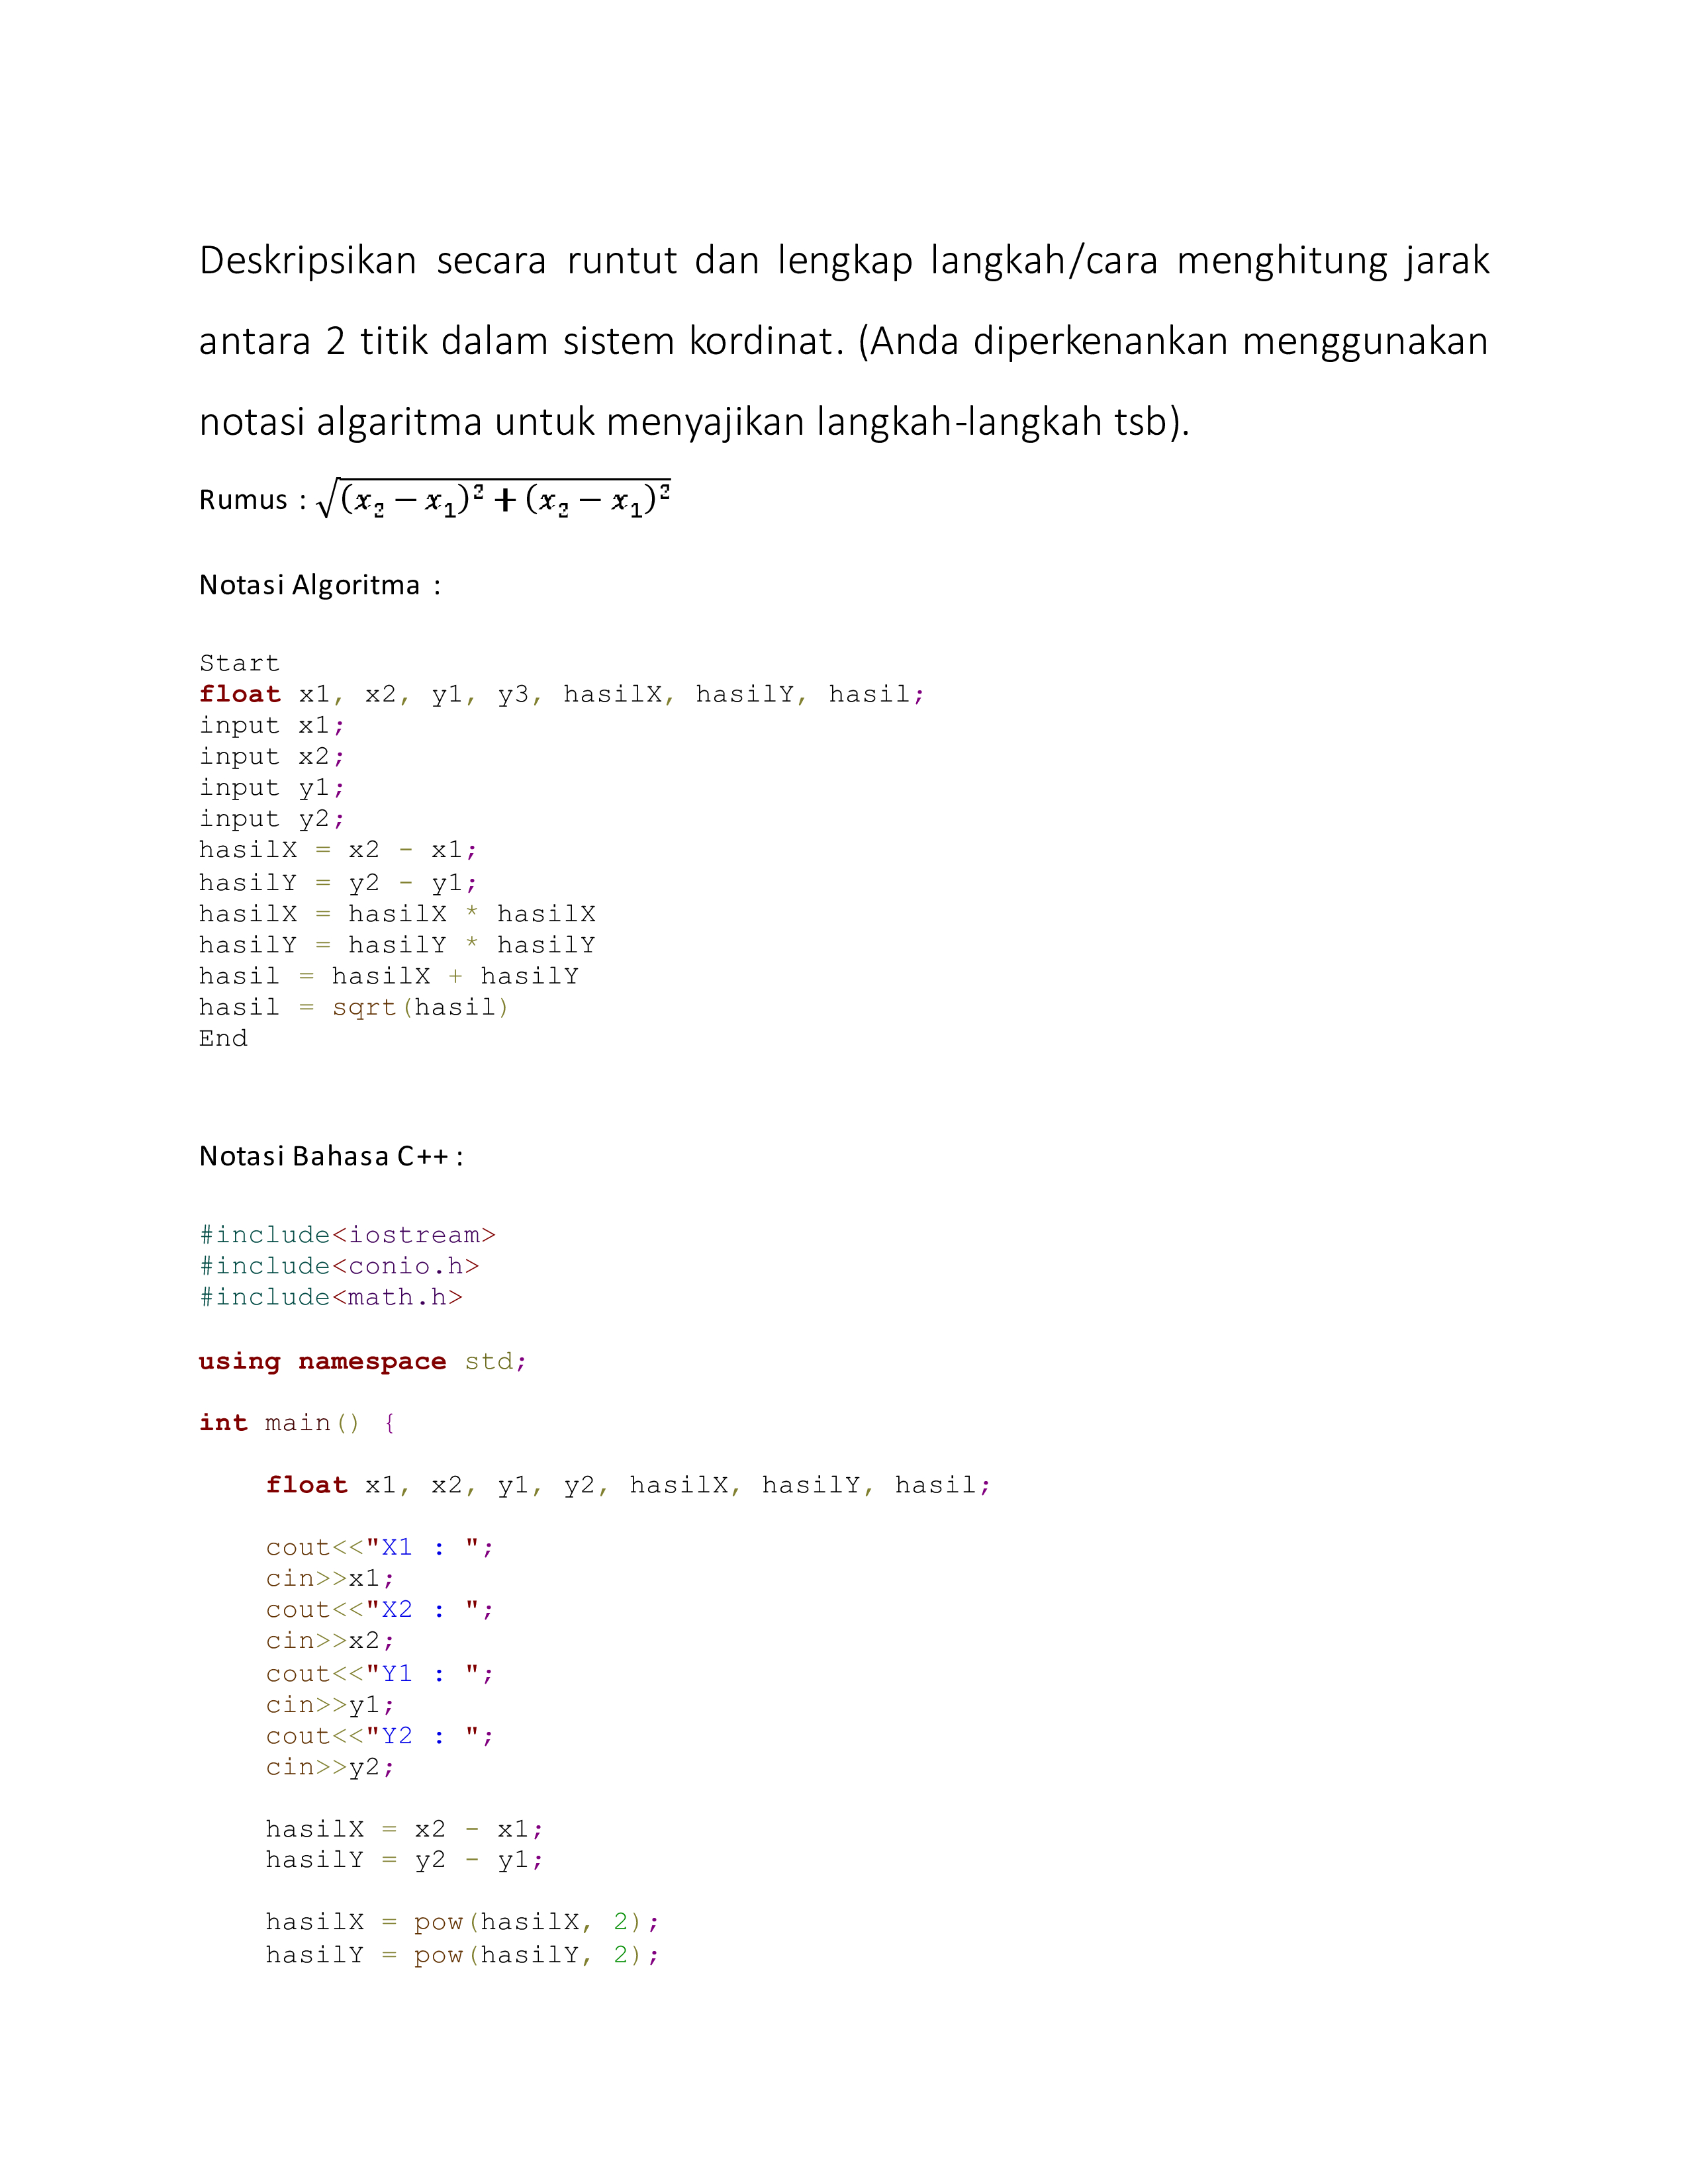 Deskripsikan secara runtut dan lengkap langkah/cara menghitung jarak
antara 2 titik dalam sistem kordinat. (Anda diperkenankan menggunakan
notasi algaritma untuk menyajikan langkah-langkah tsb).
Rumus : √((x₂ − x₁)² + (x₂ − x₁)²)
Notasi Algoritma :
Start
float x1, x2, y1, y3, hasilX, hasilY, hasil;
input x1;
input x2;
input y1;
input y2;
hasilX = x2 - x1;
hasilY = y2 - y1;
hasilX = hasilX * hasilX
hasilY = hasilY * hasilY
hasil = hasilX + hasilY
hasil = sqrt(hasil)
End
Notasi Bahasa C++ :
#include<iostream>
#include<conio.h>
#include<math.h>
using namespace std;
int main() {
float x1, x2, y1, y2, hasilX, hasilY, hasil;
cout<<"X1 : ";
cin>>x1;
cout<<"X2 : ";
cin>>x2;
cout<<"Y1 : ";
cin>>y1;
cout<<"Y2 : ";
cin>>y2;
hasilX = x2 - x1;
hasilY = y2 - y1;
hasilX = pow(hasilX, 2);
hasilY = pow(hasilY, 2);